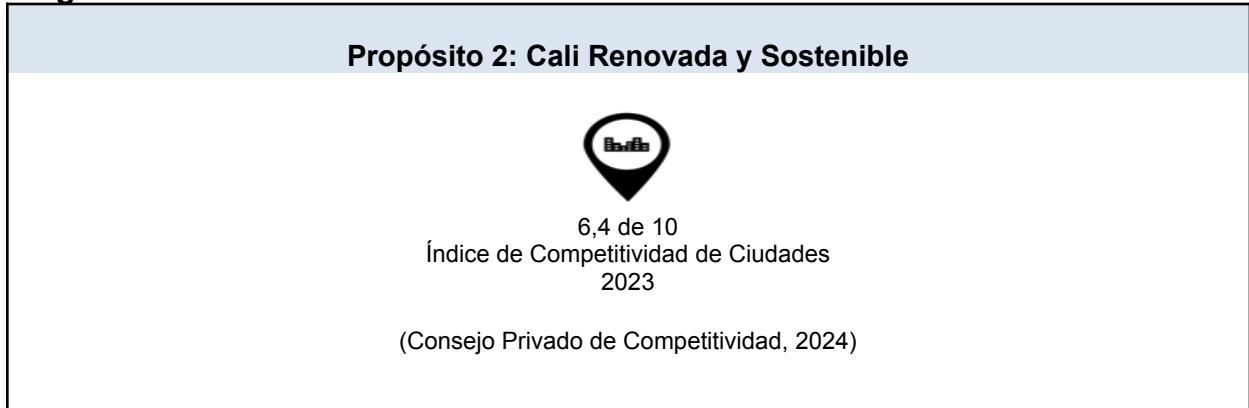 Propósito 2: Cali Renovada y Sostenible
6,4 de 10
Índice de Competitividad de Ciudades
2023
(Consejo Privado de Competitividad, 2024)